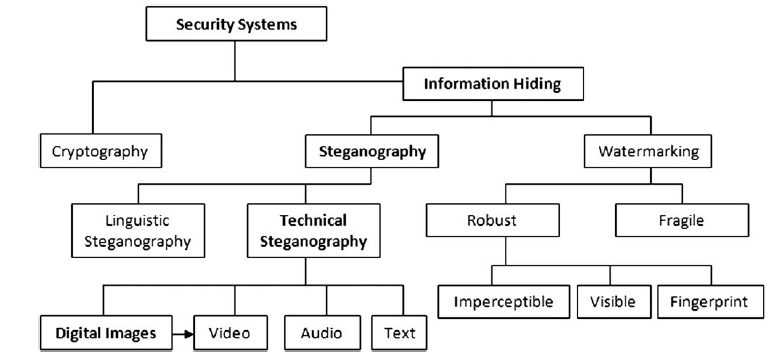 Security Systems
Information Hiding
Cryptography
Steganography
Watermarking
Linguistic
Steganography
Technical
Steganography
Robust
Fragile
Imperceptible
Visible
Fingerprint
Digital Images
Video
Audio
Text